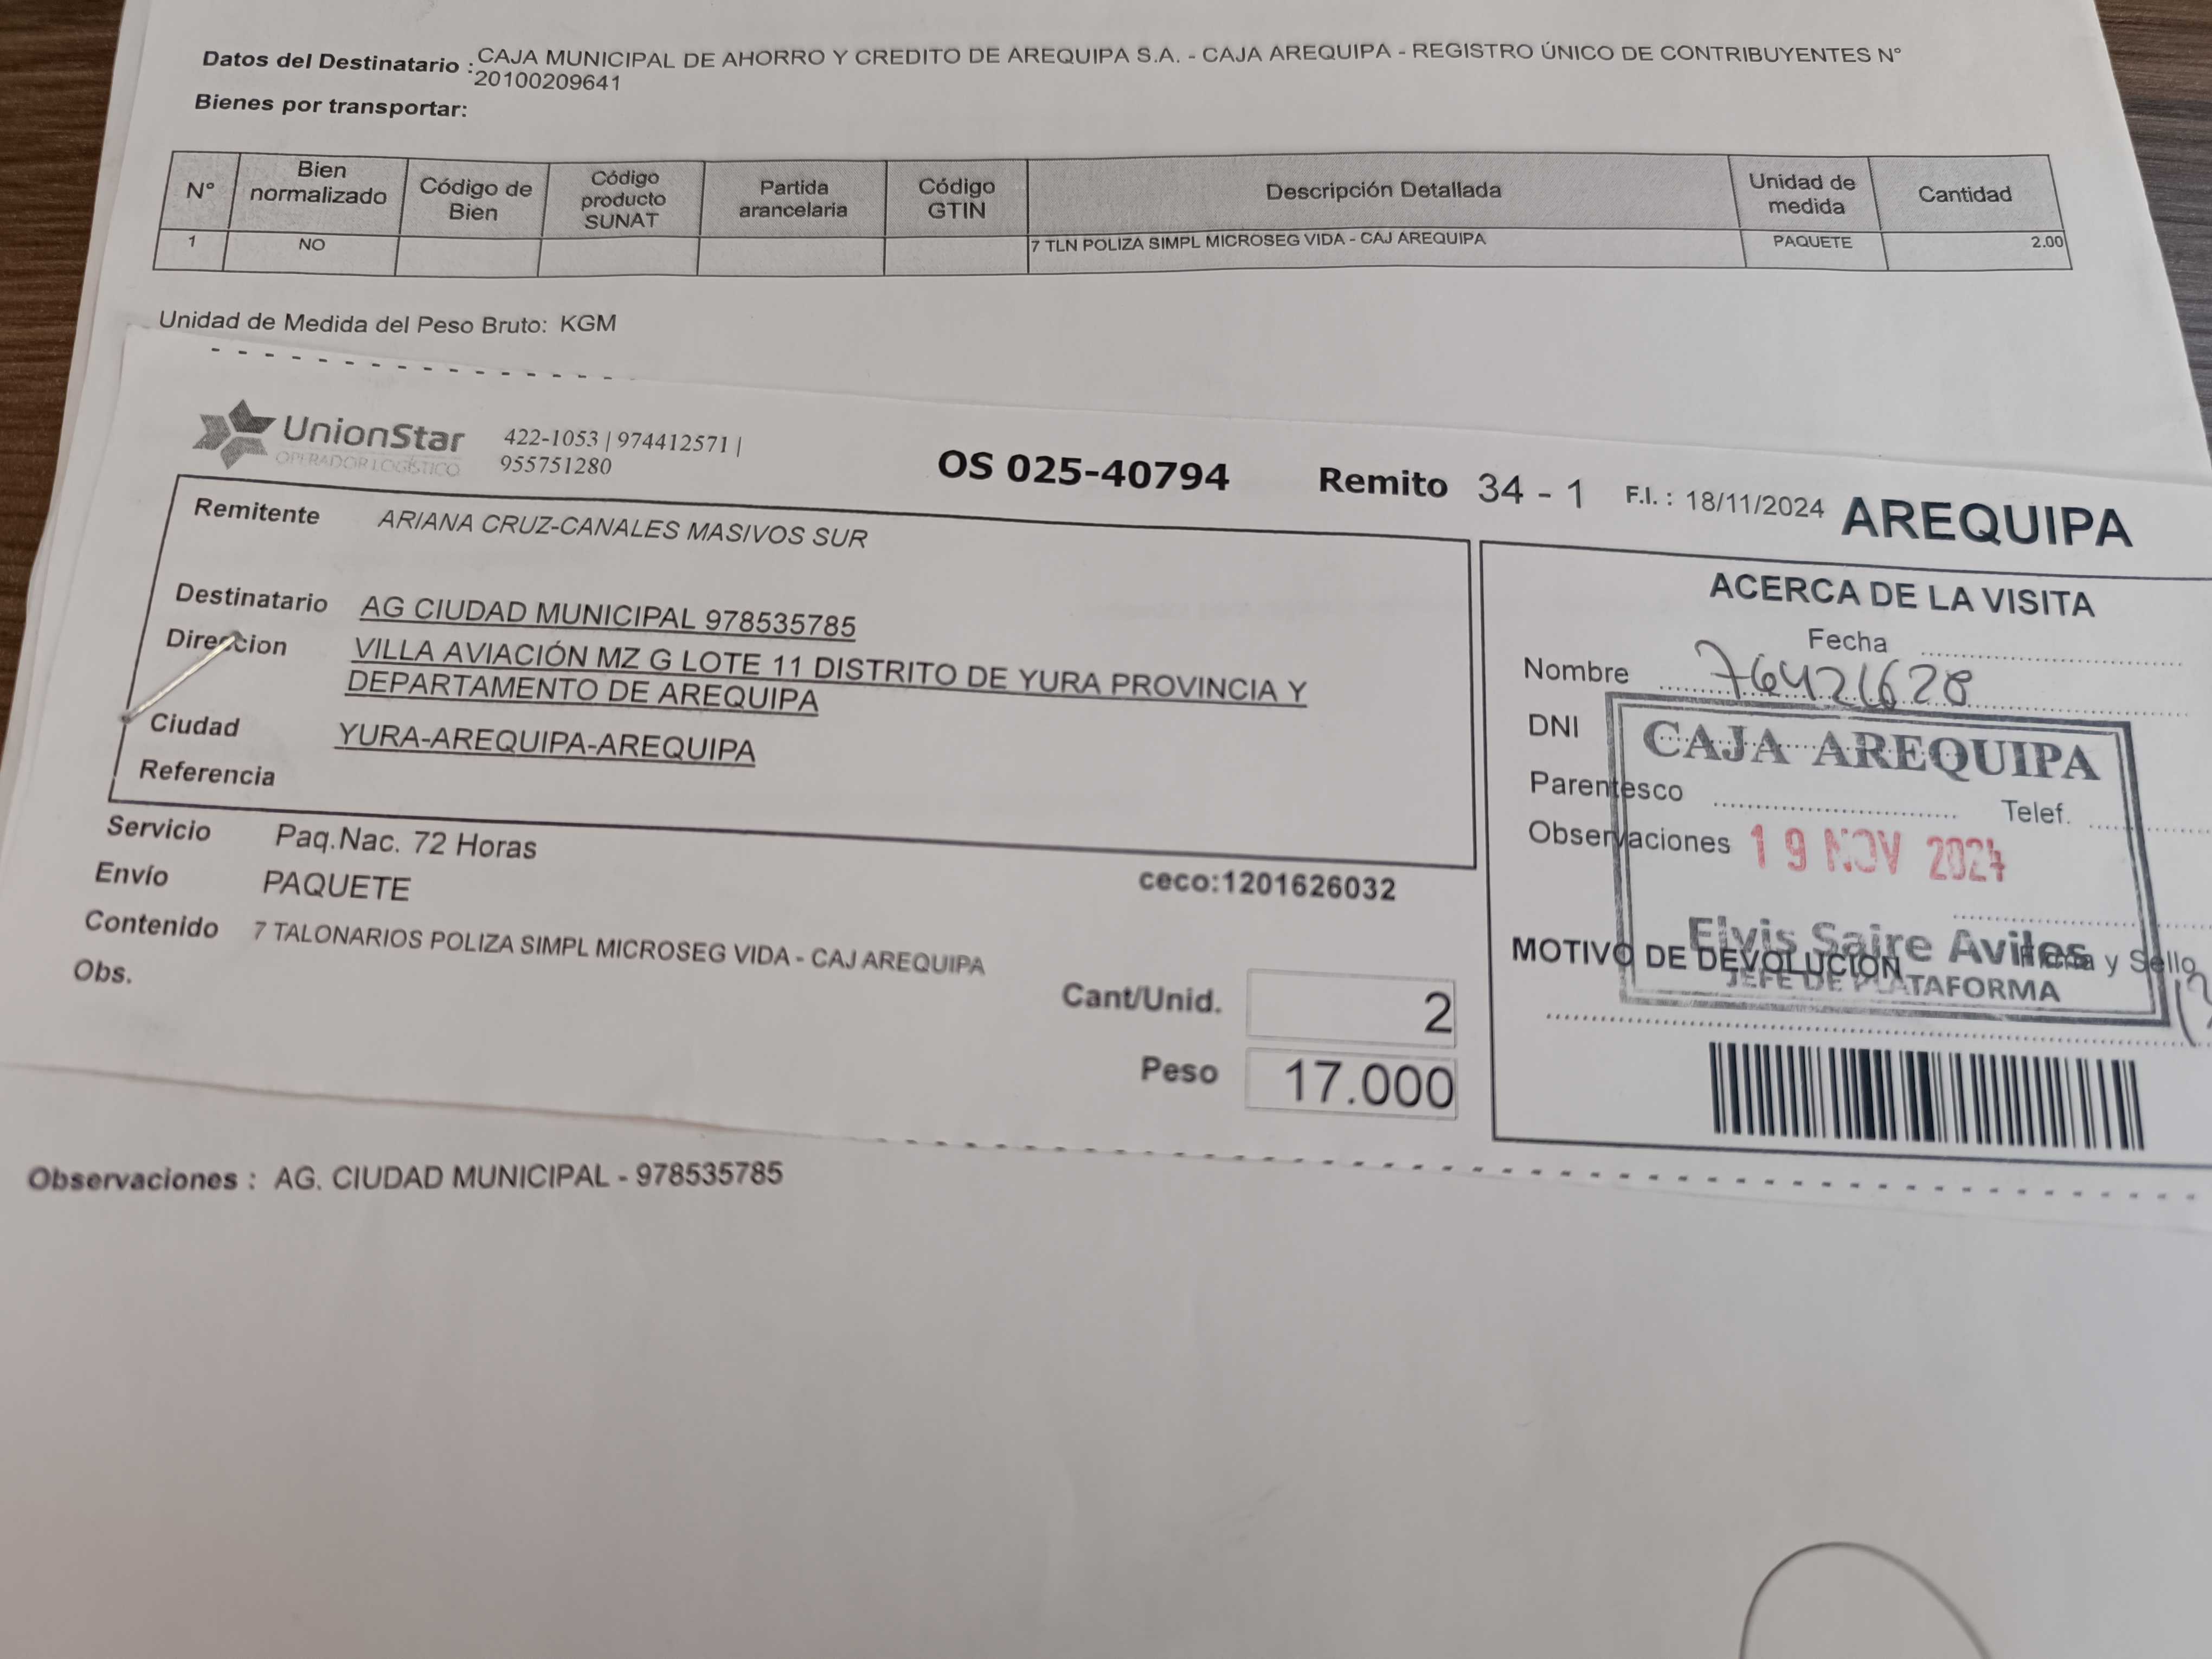 Datos del Destinatario : CAJA MUNICIPAL DE AHORRO Y CREDITO DE AREQUIPA S.A. - CAJA AREQUIPA - REGISTRO ÚNICO DE CONTRIBUYENTES N°
20100209641
Bienes por transportar:
N° Bien normalizado Código de Bien Código producto SUNAT Partida arancelaria Código GTIN Descripción Detallada Unidad de medida Cantidad
1 NO 7 TLN POLIZA SIMPL MICROSEG VIDA - CAJ AREQUIPA PAQUETE 2.00
Unidad de Medida del Peso Bruto: KGM
UnionStar
OPERADOR LOGÍSTICO
422-1053 | 974412571 |
955751280
OS 025-40794 Remito 34 - 1 F.I. : 18/11/2024 AREQUIPA
Remitente ARIANA CRUZ-CANALES MASIVOS SUR
Destinatario AG CIUDAD MUNICIPAL 978535785
Direccion VILLA AVIACIÓN MZ G LOTE 11 DISTRITO DE YURA PROVINCIA Y
DEPARTAMENTO DE AREQUIPA
Ciudad YURA-AREQUIPA-AREQUIPA
Referencia
Servicio Paq.Nac. 72 Horas
Envío PAQUETE
ceco:1201626032
Contenido 7 TALONARIOS POLIZA SIMPL MICROSEG VIDA - CAJ AREQUIPA
Obs.
Cant/Unid. 2
Peso 17.000
ACERCA DE LA VISITA
Fecha
Nombre 76421628
DNI
CAJA AREQUIPA
Parentesco Telef.
Observaciones
19 NOV 2024
Elvis Saire Aviles
JEFE DE PLATAFORMA
MOTIVO DE DEVOLUCIÓN y Sello
Observaciones : AG. CIUDAD MUNICIPAL - 978535785